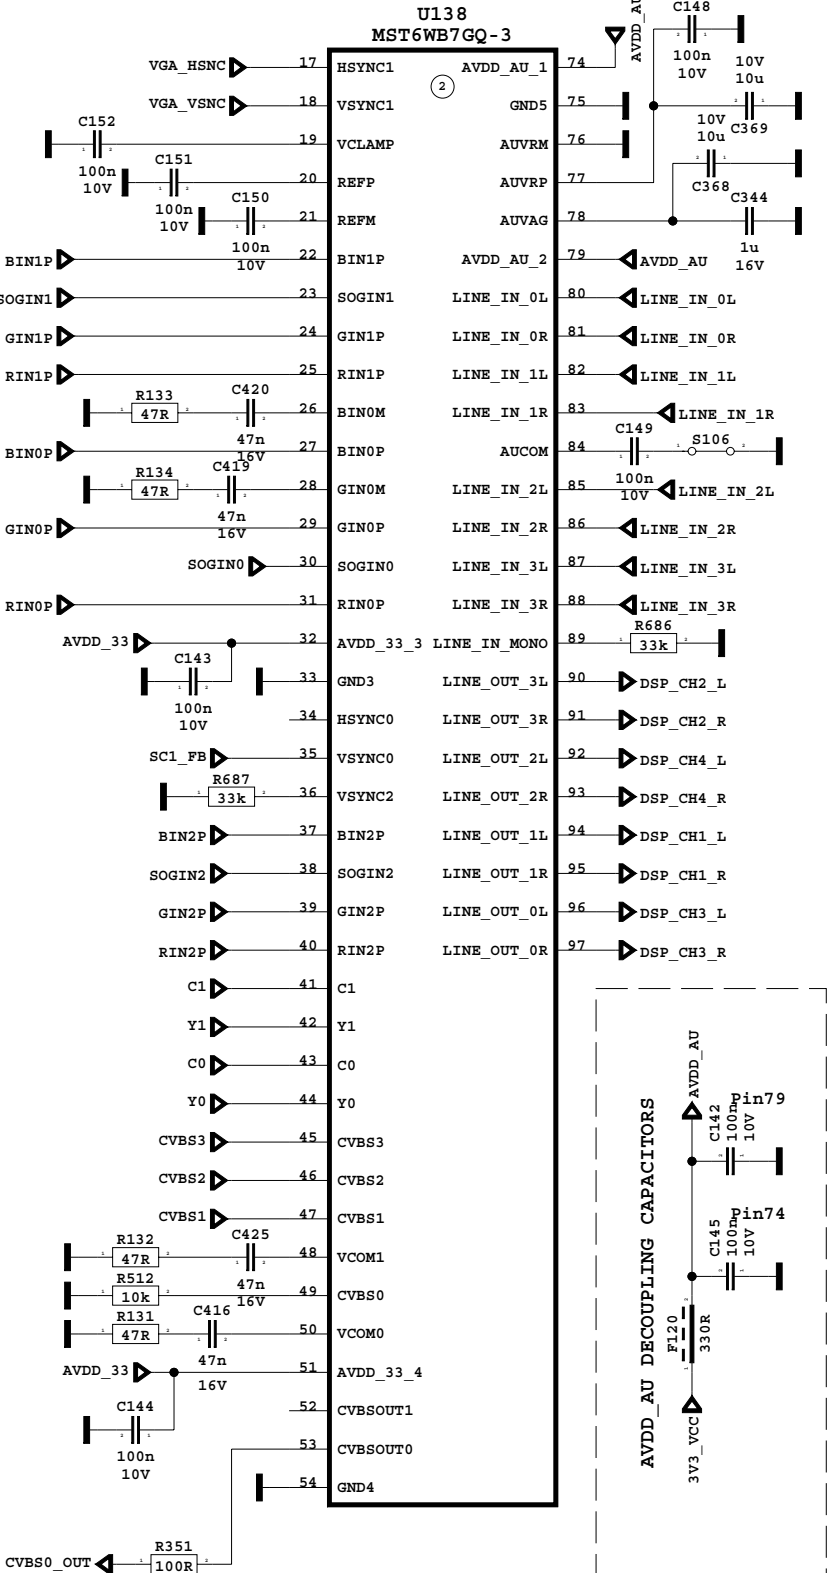 U138
MST6WB7GQ-3
2
VGA_HSNC 17 HSYNC1
VGA_VSNC 18 VSYNC1
C152 100n 10V 19 VCLAMP
C151 100n 10V 20 REFP
C150 100n 10V 21 REFM
BIN1P 22 BIN1P
SOGIN1 23 SOGIN1
GIN1P 24 GIN1P
RIN1P 25 RIN1P
R133 47R C420 47n 16V 26 BIN0M
BIN0P 27 BIN0P
R134 47R C419 47n 16V 28 GIN0M
GIN0P 29 GIN0P
SOGIN0 30 SOGIN0
RIN0P 31 RIN0P
AVDD_33 32 AVDD_33_3
C143 100n 10V 33 GND3
34 HSYNC0
SC1_FB 35 VSYNC0
R687 33k 36 VSYNC2
BIN2P 37 BIN2P
SOGIN2 38 SOGIN2
GIN2P 39 GIN2P
RIN2P 40 RIN2P
C1 41 C1
Y1 42 Y1
C0 43 C0
Y0 44 Y0
CVBS3 45 CVBS3
CVBS2 46 CVBS2
CVBS1 47 CVBS1
R132 47R C425 47n 16V 48 VCOM1
R512 10k 49 CVBS0
R131 47R C416 47n 16V 50 VCOM0
AVDD_33 51 AVDD_33_4
C144 100n 10V 52 CVBSOUT1
53 CVBSOUT0
54 GND4
CVBS0_OUT R351 100R
AVDD_AU_1 74 AVDD_AU
C148 100n 10V
GND5 75
10V 10u C369
AUVRM 76
10V 10u C368
AUVRP 77
AUVAG 78 C344 1u 16V
AVDD_AU_2 79 AVDD_AU
LINE_IN_0L 80 LINE_IN_0L
LINE_IN_0R 81 LINE_IN_0R
LINE_IN_1L 82 LINE_IN_1L
LINE_IN_1R 83 LINE_IN_1R
AUCOM 84 C149 100n 10V S106
LINE_IN_2L 85 LINE_IN_2L
LINE_IN_2R 86 LINE_IN_2R
LINE_IN_3L 87 LINE_IN_3L
LINE_IN_3R 88 LINE_IN_3R
LINE_IN_MONO 89 R686 33k
LINE_OUT_3L 90 DSP_CH2_L
LINE_OUT_3R 91 DSP_CH2_R
LINE_OUT_2L 92 DSP_CH4_L
LINE_OUT_2R 93 DSP_CH4_R
LINE_OUT_1L 94 DSP_CH1_L
LINE_OUT_1R 95 DSP_CH1_R
LINE_OUT_0L 96 DSP_CH3_L
LINE_OUT_0R 97 DSP_CH3_R
AVDD_AU DECOUPLING CAPACITORS
AVDD_AU
C142 100n 10V Pin79
C145 100n 10V Pin74
F120 330R
3V3_VCC